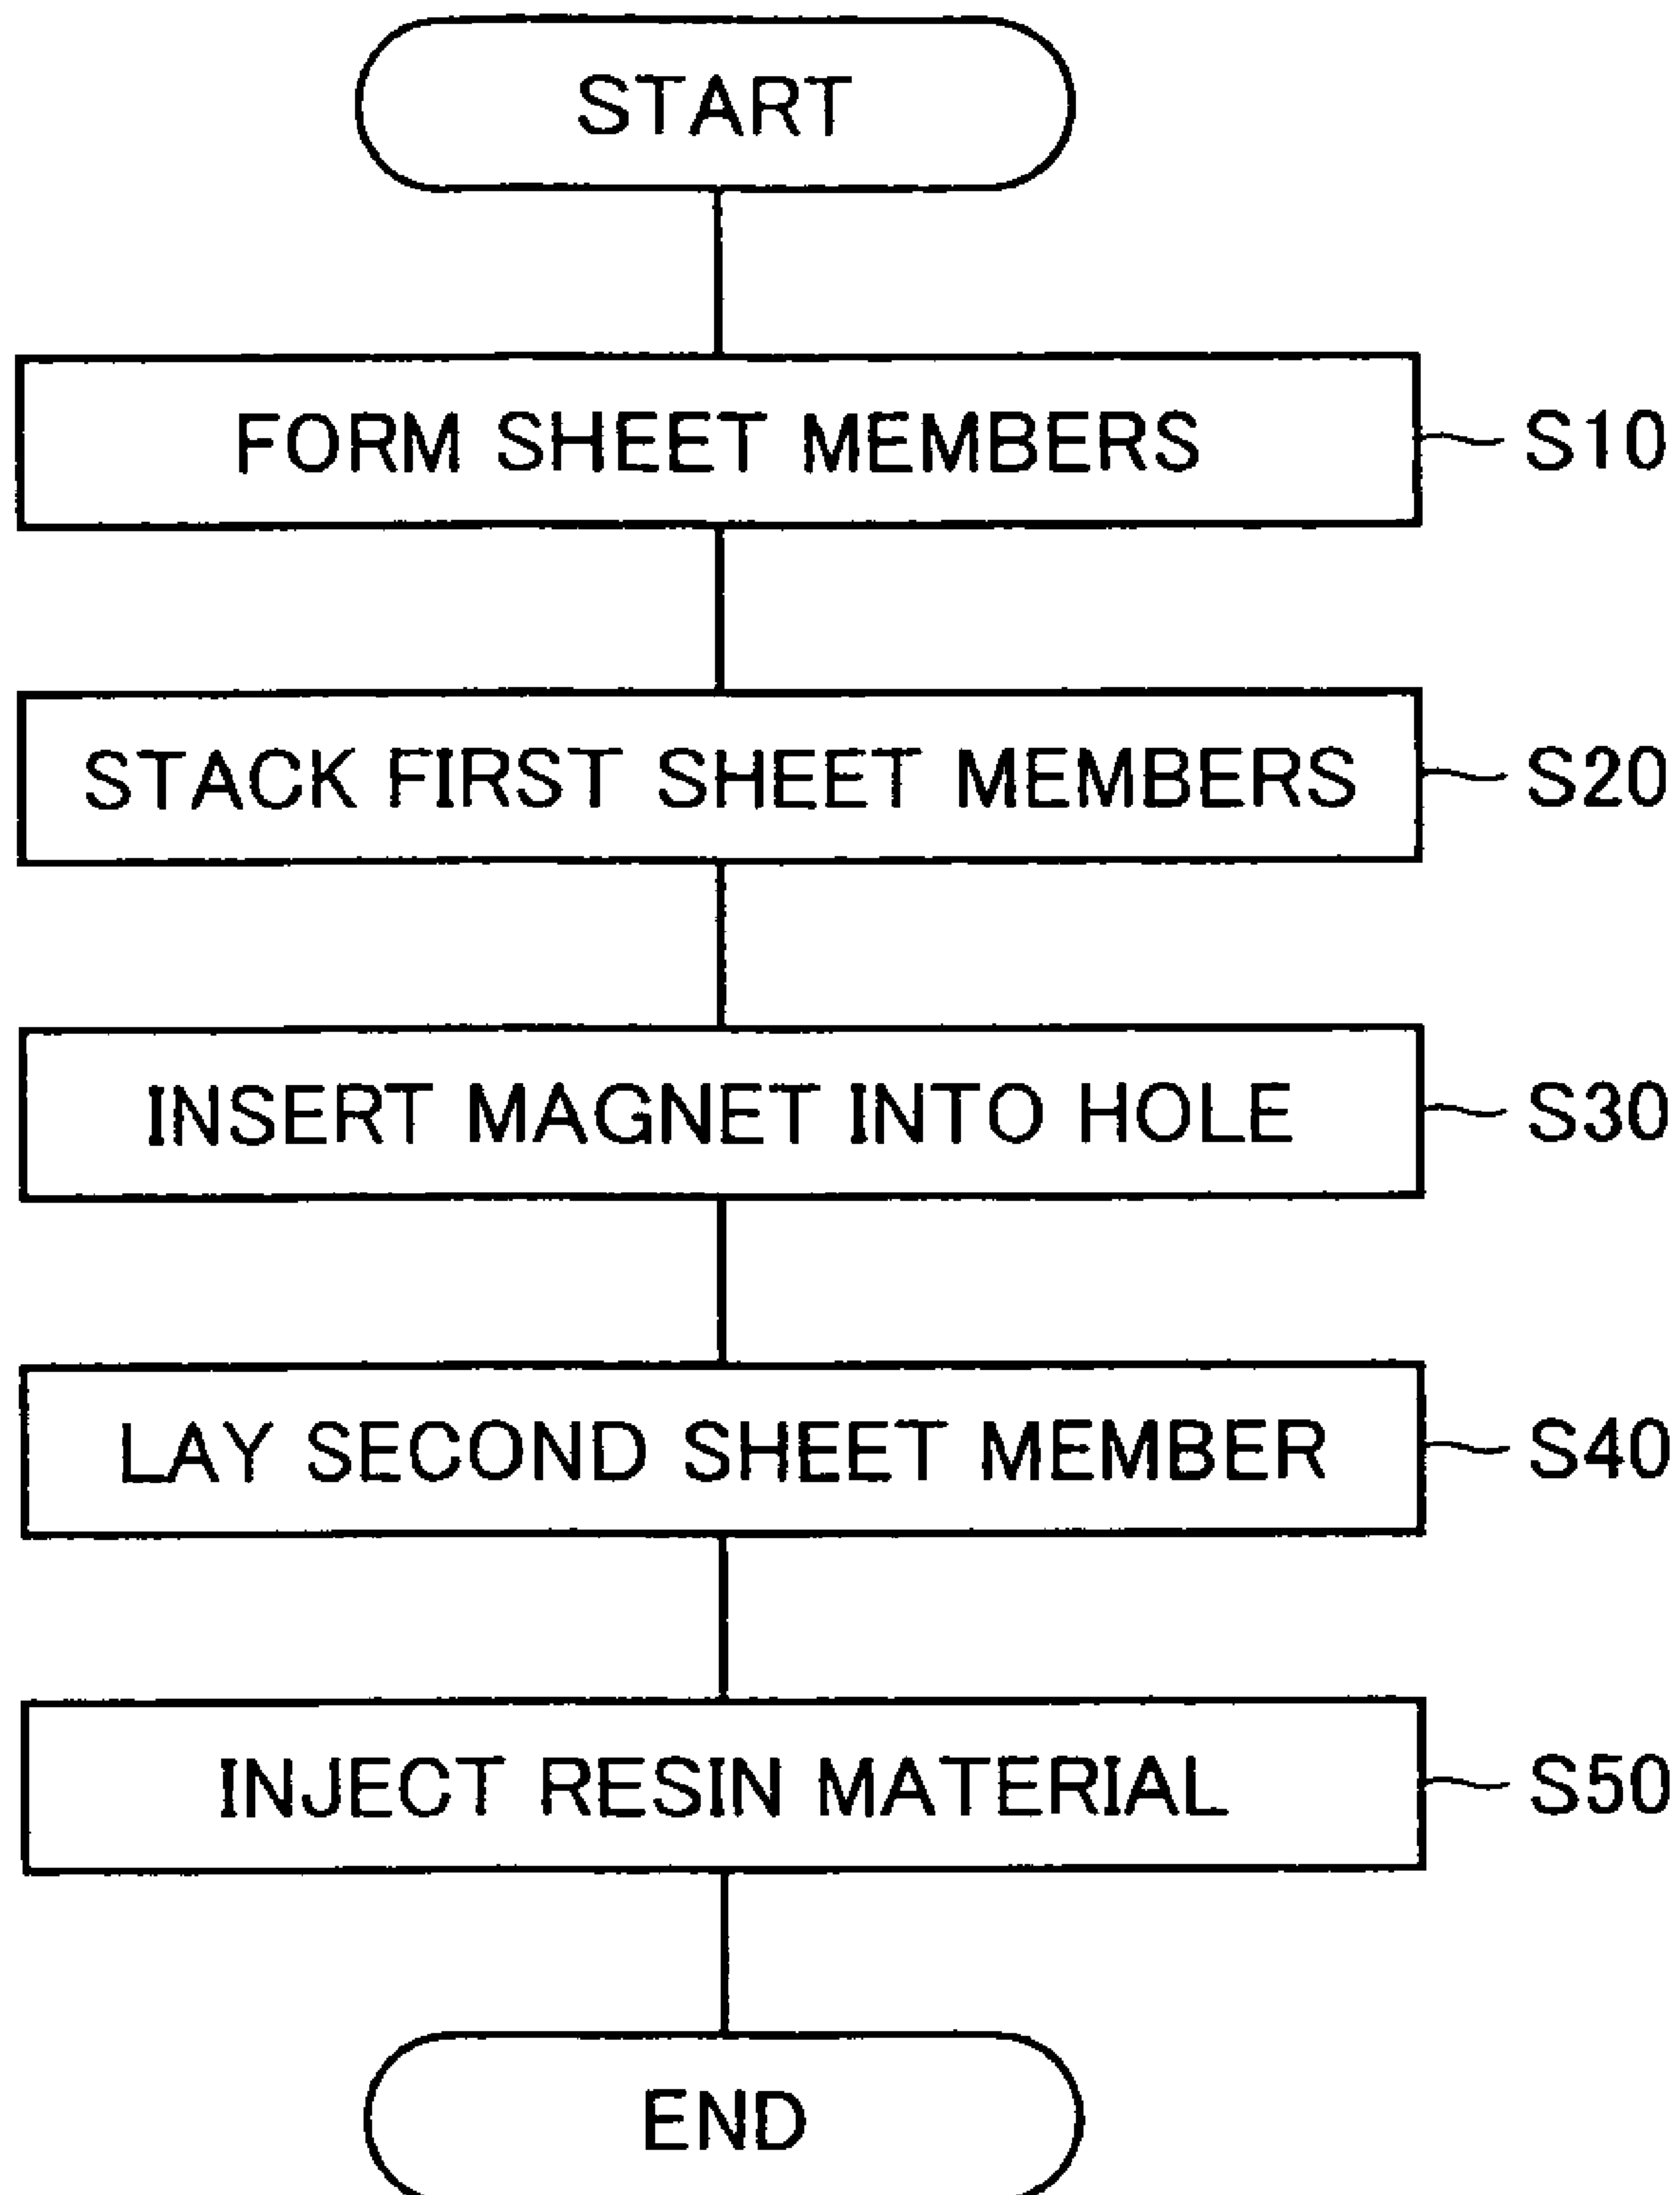 START
FORM SHEET MEMBERS S10
STACK FIRST SHEET MEMBERS S20
INSERT MAGNET INTO HOLE S30
LAY SECOND SHEET MEMBER S40
INJECT RESIN MATERIAL S50
END